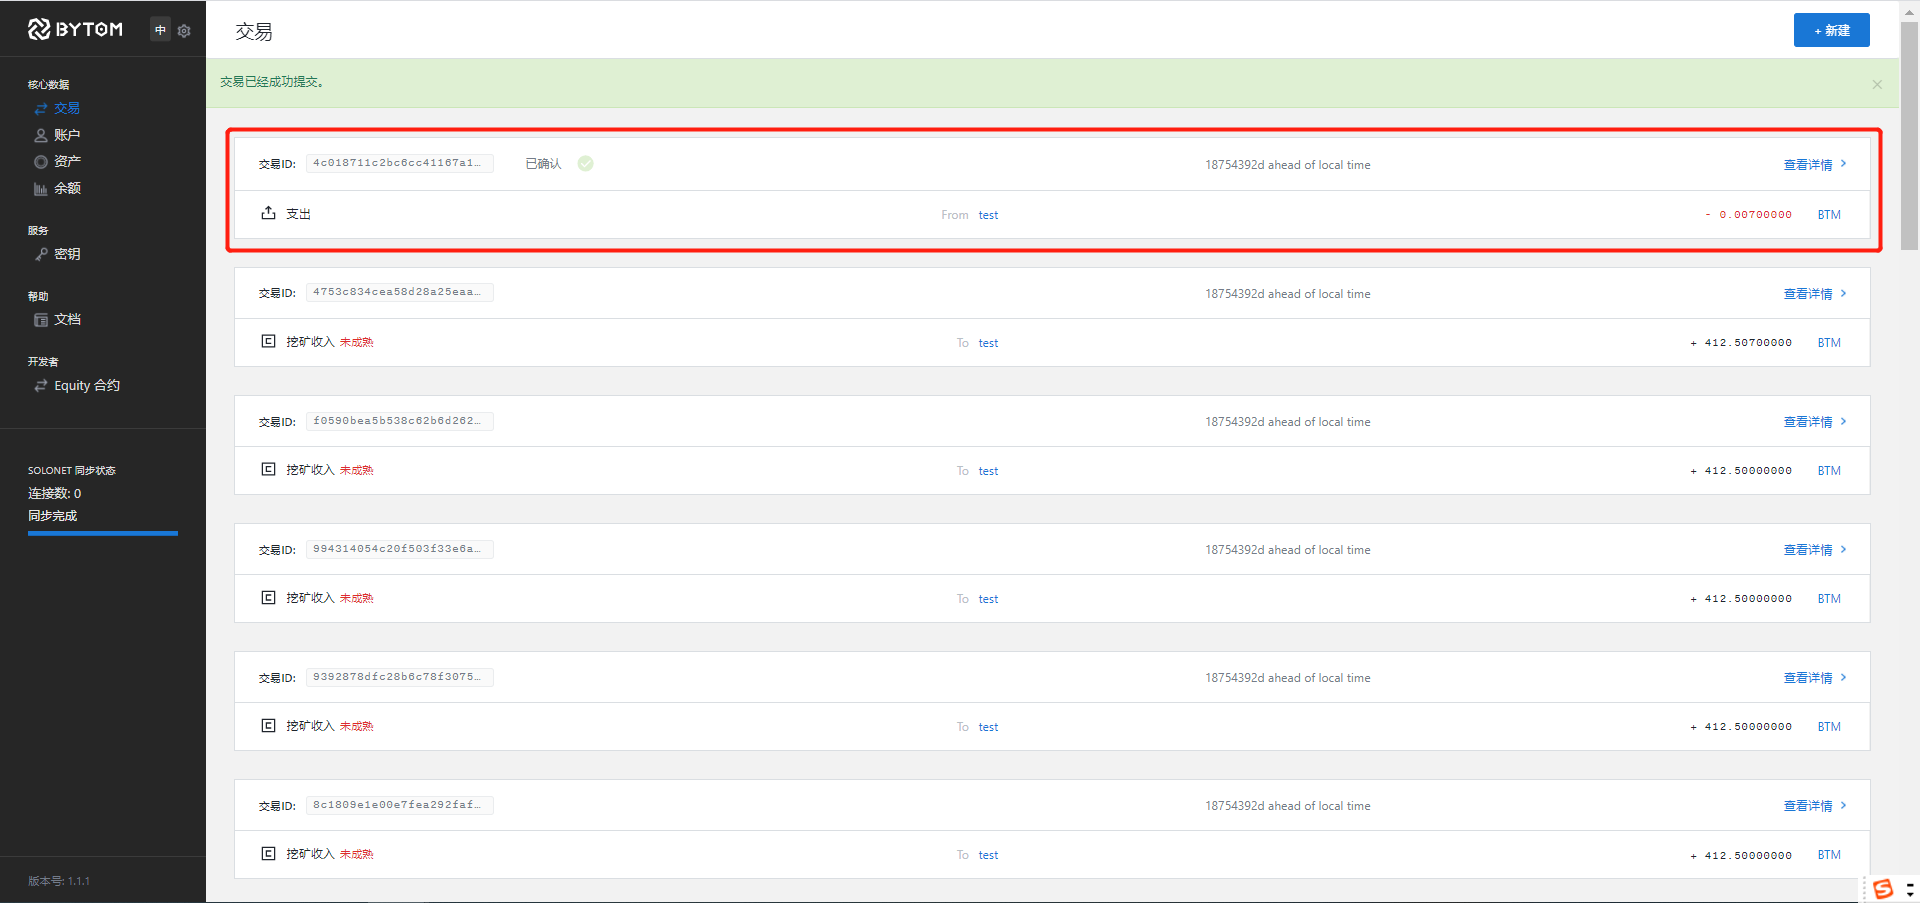 BYTOM 中
核心数据
交易
账户
资产
余额
服务
密钥
帮助
文档
开发者
Equity 合约
SOLONET 同步状态
连接数: 0
同步完成
版本号: 1.1.1
交易
+ 新建
交易已经成功提交。
×
交易ID: 4c018711c2bc6cc41167a1… 已确认 18754392d ahead of local time 查看详情
支出 From test - 0.00700000 BTM
交易ID: 4753c834cea58d28a25eaa… 18754392d ahead of local time 查看详情
挖矿收入 未成熟 To test + 412.50700000 BTM
交易ID: f0590bea5b538c62b6d262… 18754392d ahead of local time 查看详情
挖矿收入 未成熟 To test + 412.50000000 BTM
交易ID: 994314054c20f503f33e6a… 18754392d ahead of local time 查看详情
挖矿收入 未成熟 To test + 412.50000000 BTM
交易ID: 9392878dfc28b6c78f3075… 18754392d ahead of local time 查看详情
挖矿收入 未成熟 To test + 412.50000000 BTM
交易ID: 8c1809e1e00e7fea292faf… 18754392d ahead of local time 查看详情
挖矿收入 未成熟 To test + 412.50000000 BTM